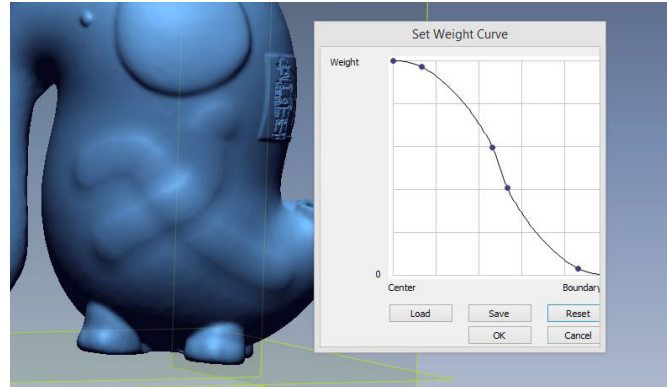 Set Weight Curve
Weight
0
Center Boundary
Load Save Reset
OK Cancel